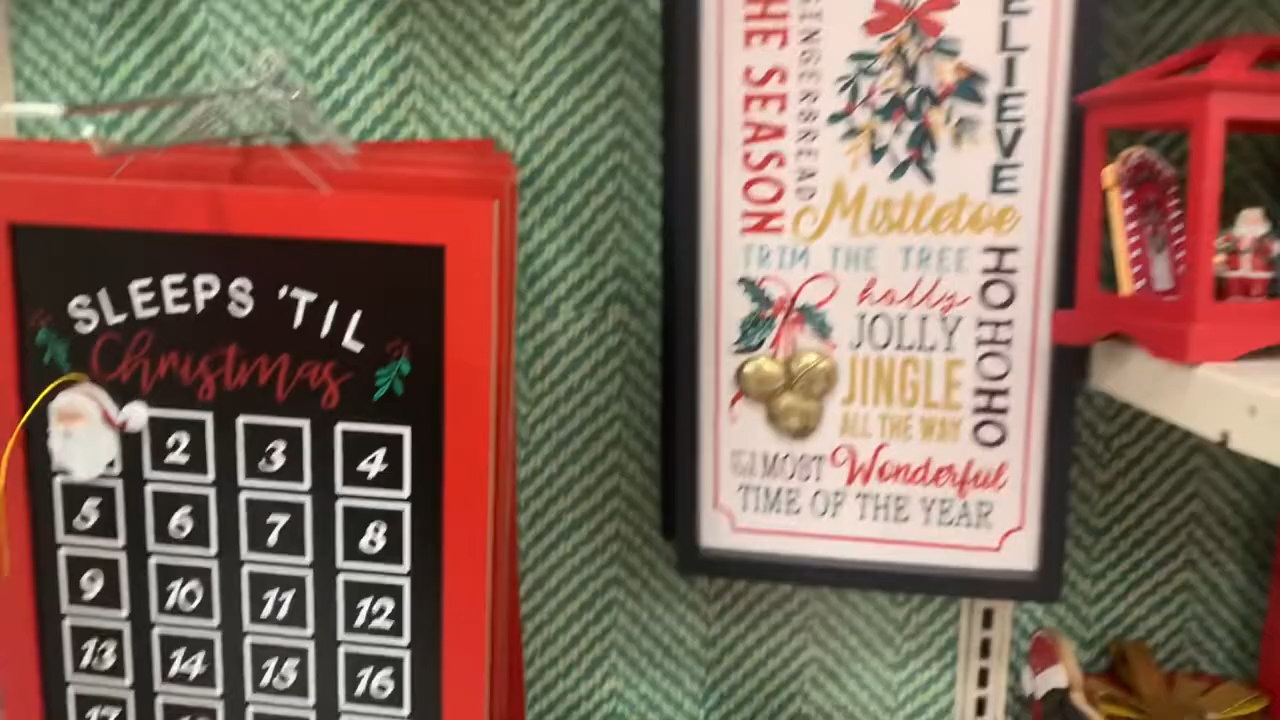 SLEEPS 'TIL
Christmas
2 3 4
5 6 7 8
9 10 11 12
13 14 15 16
17
HE SEASON
INGERBREAD
ELIEVE
Mistletoe
TRIM THE TREE
HOHOHO
holly
JOLLY
JINGLE
ALL THE WAY
MOST Wonderful
TIME OF THE YEAR